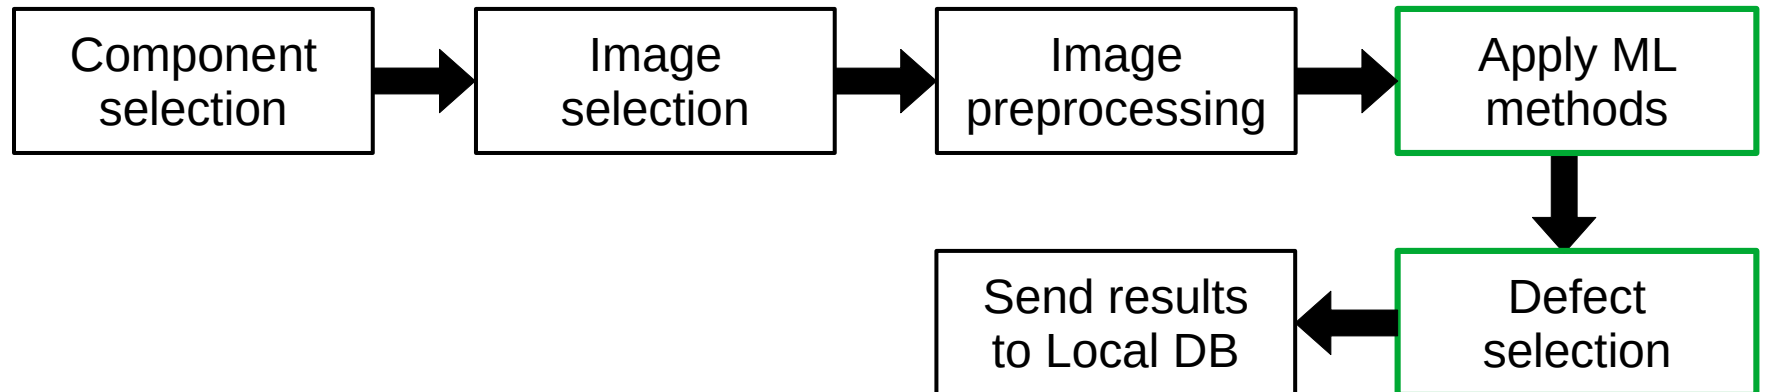 Component
selection
Image
selection
Image
preprocessing
Apply ML
methods
Defect
selection
Send results
to Local DB